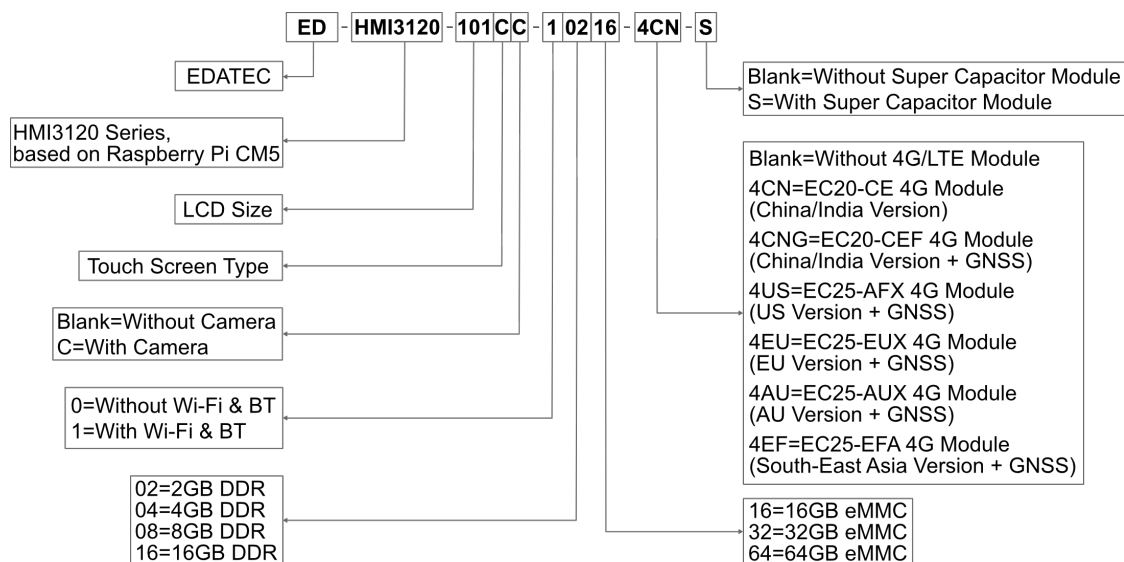 ED - HMI3120 - 101 C C - 1 02 16 - 4CN - S
EDATEC
HMI3120 Series,
based on Raspberry Pi CM5
LCD Size
Touch Screen Type
Blank=Without Camera
C=With Camera
0=Without Wi-Fi & BT
1=With Wi-Fi & BT
02=2GB DDR
04=4GB DDR
08=8GB DDR
16=16GB DDR
Blank=Without Super Capacitor Module
S=With Super Capacitor Module
Blank=Without 4G/LTE Module
4CN=EC20-CE 4G Module
(China/India Version)
4CNG=EC20-CEF 4G Module
(China/India Version + GNSS)
4US=EC25-AFX 4G Module
(US Version + GNSS)
4EU=EC25-EUX 4G Module
(EU Version + GNSS)
4AU=EC25-AUX 4G Module
(AU Version + GNSS)
4EF=EC25-EFA 4G Module
(South-East Asia Version + GNSS)
16=16GB eMMC
32=32GB eMMC
64=64GB eMMC